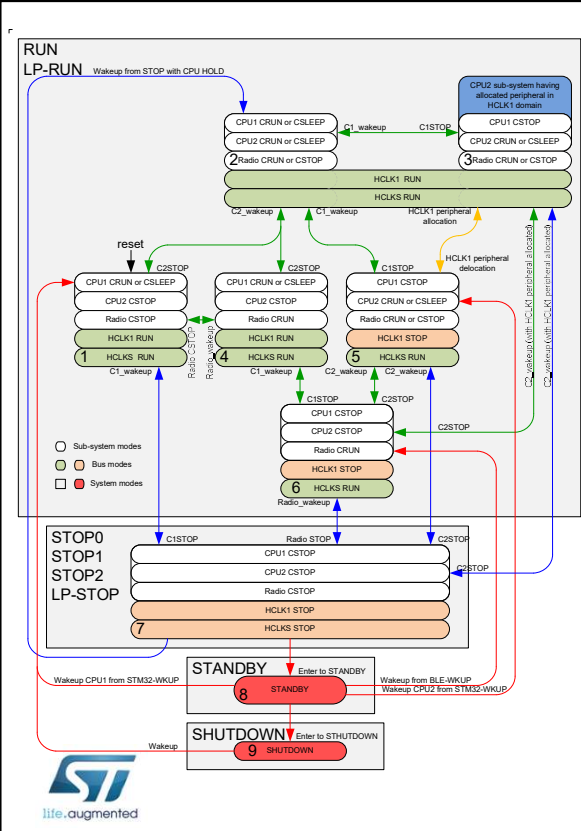 RUN
LP-RUN
Wakeup from STOP with CPU HOLD
CPU2 sub-system having
allocated peripheral in
HCLK1 domain
CPU1 CRUN or CSLEEP
CPU2 CRUN or CSLEEP
2 Radio CRUN or CSTOP
C1_wakeup
C1STOP
CPU1 CSTOP
CPU2 CRUN or CSLEEP
3 Radio CRUN or CSTOP
HCLK1 RUN
HCLKS RUN
C2_wakeup
C1_wakeup
HCLK1 peripheral
allocation
reset
C2STOP
C2STOP
C1STOP
HCLK1 peripheral
delocation
CPU1 CRUN or CSLEEP
CPU2 CSTOP
Radio CSTOP
HCLK1 RUN
1 HCLKS RUN
C1_wakeup
Radio CSTOP
Radio_wakeup
CPU1 CRUN or CSLEEP
CPU2 CSTOP
Radio CRUN
HCLK1 RUN
4 HCLKS RUN
C1_wakeup
CPU1 CSTOP
CPU2 CRUN or CSLEEP
Radio CRUN or CSTOP
HCLK1 STOP
5 HCLKS RUN
C2_wakeup
C2_wakeup
C2_wakeup (with HCLK1 peripheral allocated)
C2_wakeup (with HCLK1 peripheral allocated)
C1STOP
C2STOP
CPU1 CSTOP
CPU2 CSTOP
Radio CRUN
HCLK1 STOP
6 HCLKS RUN
C2STOP
Radio_wakeup
Sub-system modes
Bus modes
System modes
STOP0
STOP1
STOP2
LP-STOP
C1STOP
Radio STOP
C2STOP
CPU1 CSTOP
CPU2 CSTOP
Radio CSTOP
HCLK1 STOP
7 HCLKS STOP
C2STOP
STANDBY
Enter to STANDBY
Wakeup CPU1 from STM32-WKUP
8 STANDBY
Wakeup from BLE-WKUP
Wakeup CPU2 from STM32-WKUP
SHUTDOWN
Enter to STHUTDOWN
Wakeup
9 SHUTDOWN
ST
life.augmented